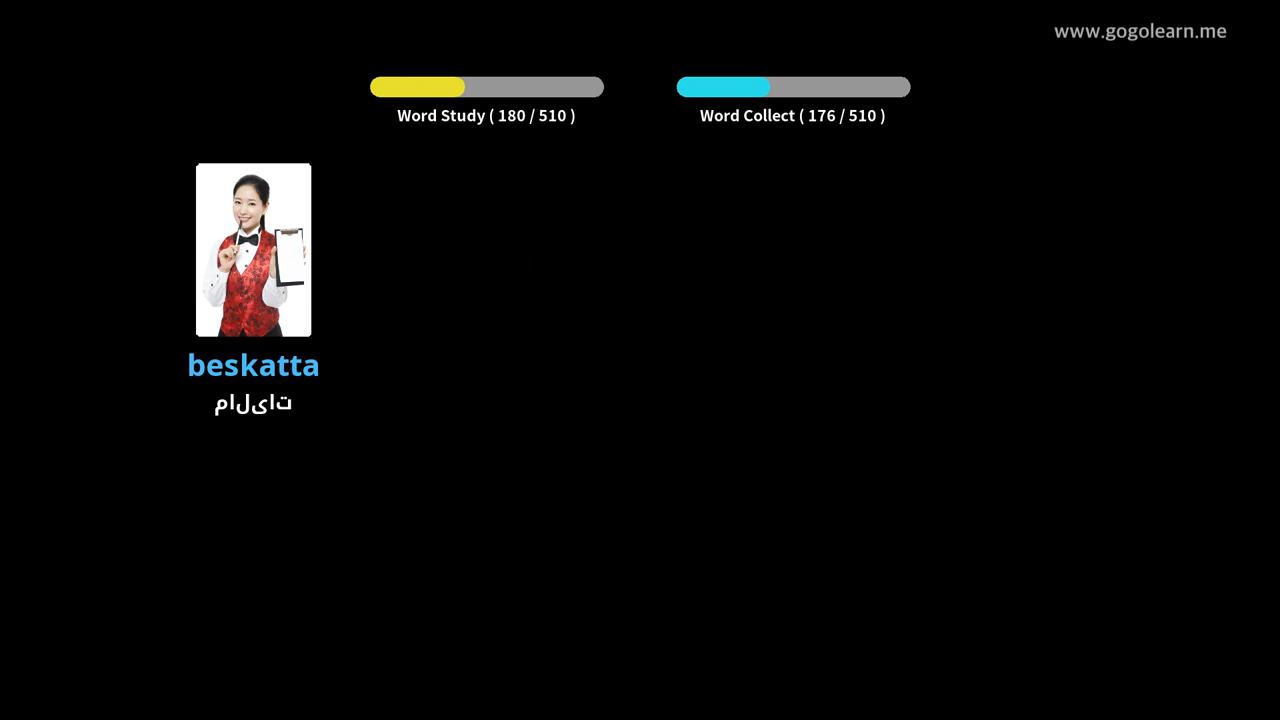 www.gogolearn.me
Word Study ( 180 / 510 )
Word Collect ( 176 / 510 )
beskatta
مالیات